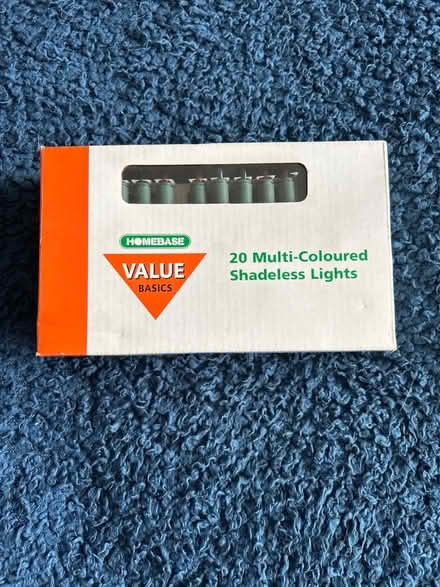 HOMEBASE
VALUE
BASICS
20 Multi-Coloured
Shadeless Lights